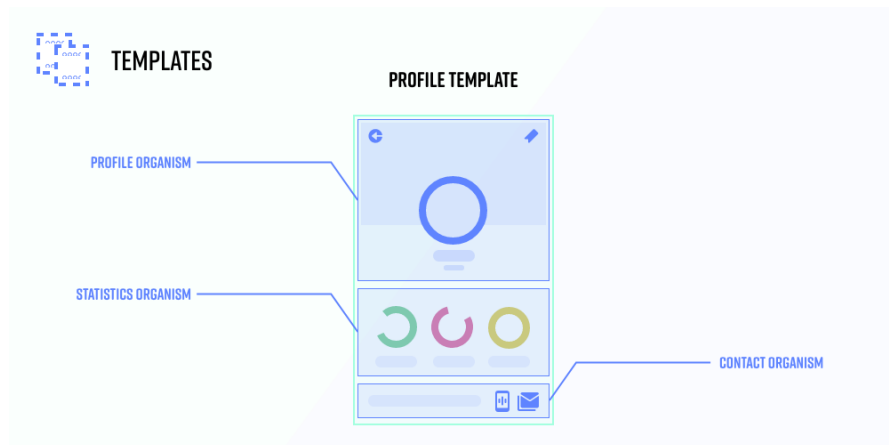 TEMPLATES
PROFILE TEMPLATE
PROFILE ORGANISM
STATISTICS ORGANISM
CONTACT ORGANISM